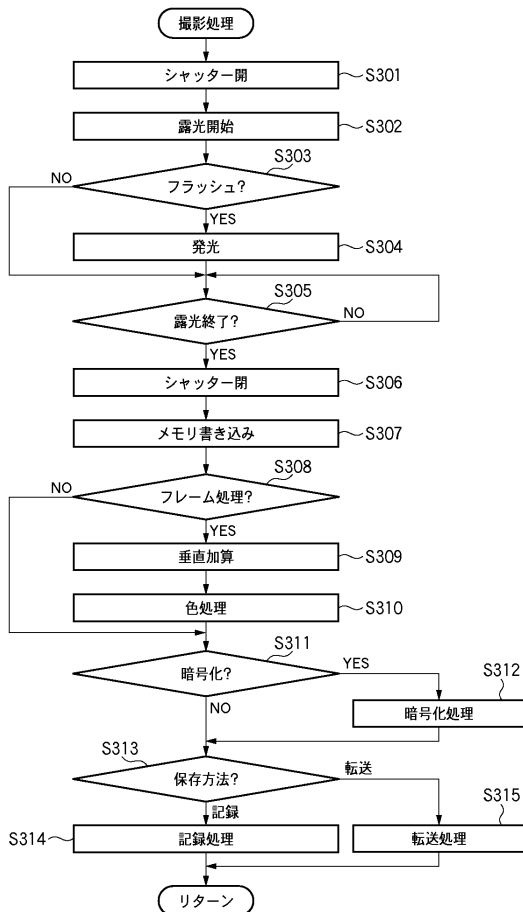 撮影処理
シャッター開
S301
露光開始
S302
S303
NO
フラッシュ?
YES
発光
S304
S305
露光終了?
NO
YES
シャッター閉
S306
メモリ書き込み
S307
S308
NO
フレーム処理?
YES
垂直加算
S309
色処理
S310
S311
暗号化?
YES
S312
NO
暗号化処理
S313
保存方法?
転送
記録
S315
S314
記録処理
転送処理
リターン